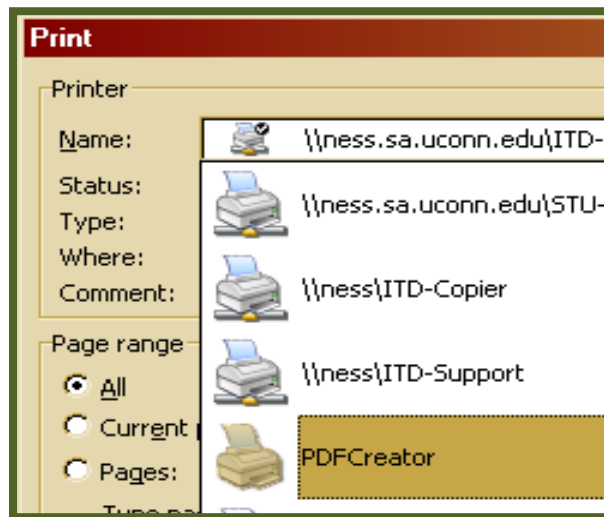 Print
Printer
Name:
\\ness.sa.uconn.edu\ITD-
Status:
\\ness.sa.uconn.edu\STU-
Type:
Where:
\\ness\ITD-Copier
Comment:
Page range
\\ness\ITD-Support
All
Current
PDFCreator
Pages: